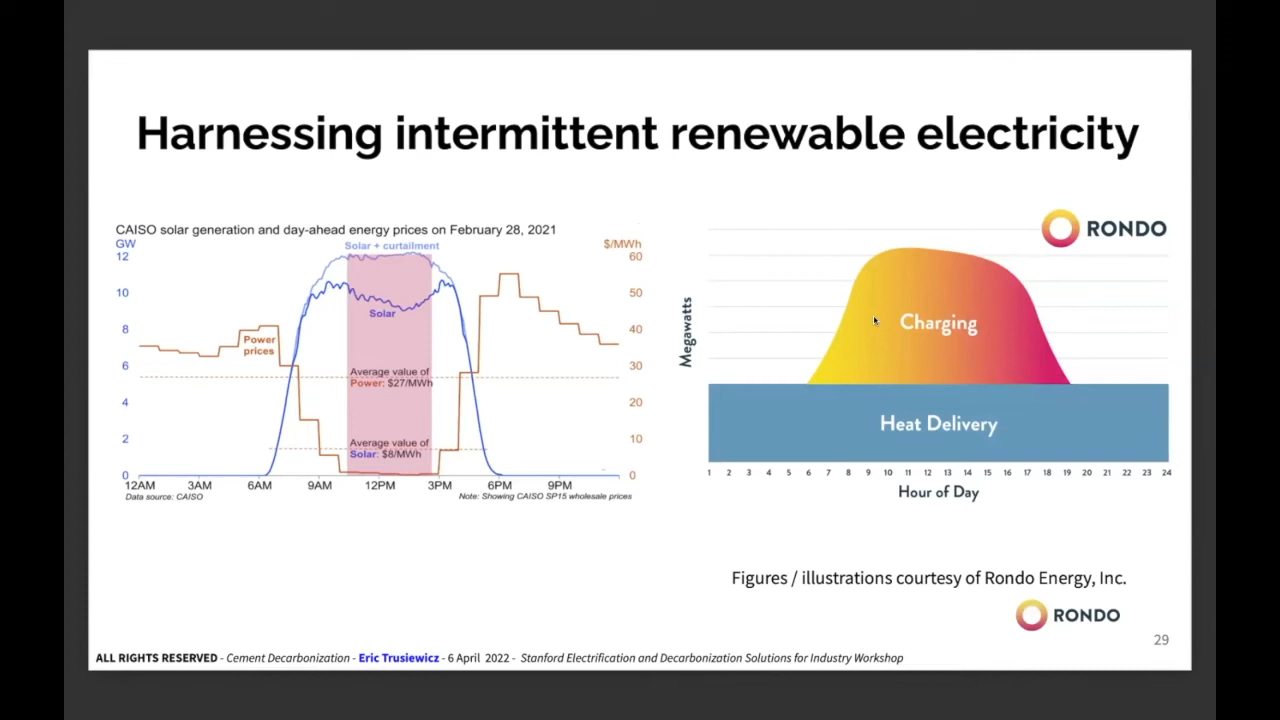 Harnessing intermittent renewable electricity
CAISO solar generation and day-ahead energy prices on February 28, 2021
GW
$/MWh
Solar + curtailment
12
10
8
6
4
2
0
60
50
40
30
20
10
0
Solar
Power
prices
Average value of
Power: $27/MWh
Average value of
Solar: $8/MWh
12AM 3AM 6AM 9AM 12PM 3PM 6PM 9PM
Data source: CAISO
Note: Showing CAISO SP15 wholesale prices
RONDO
Megawatts
Charging
Heat Delivery
1 2 3 4 5 6 7 8 9 10 11 12 13 14 15 16 17 18 19 20 21 22 23 24
Hour of Day
Figures / illustrations courtesy of Rondo Energy, Inc.
RONDO
29
ALL RIGHTS RESERVED - Cement Decarbonization - Eric Trusiewicz - 6 April 2022 - Stanford Electrification and Decarbonization Solutions for Industry Workshop